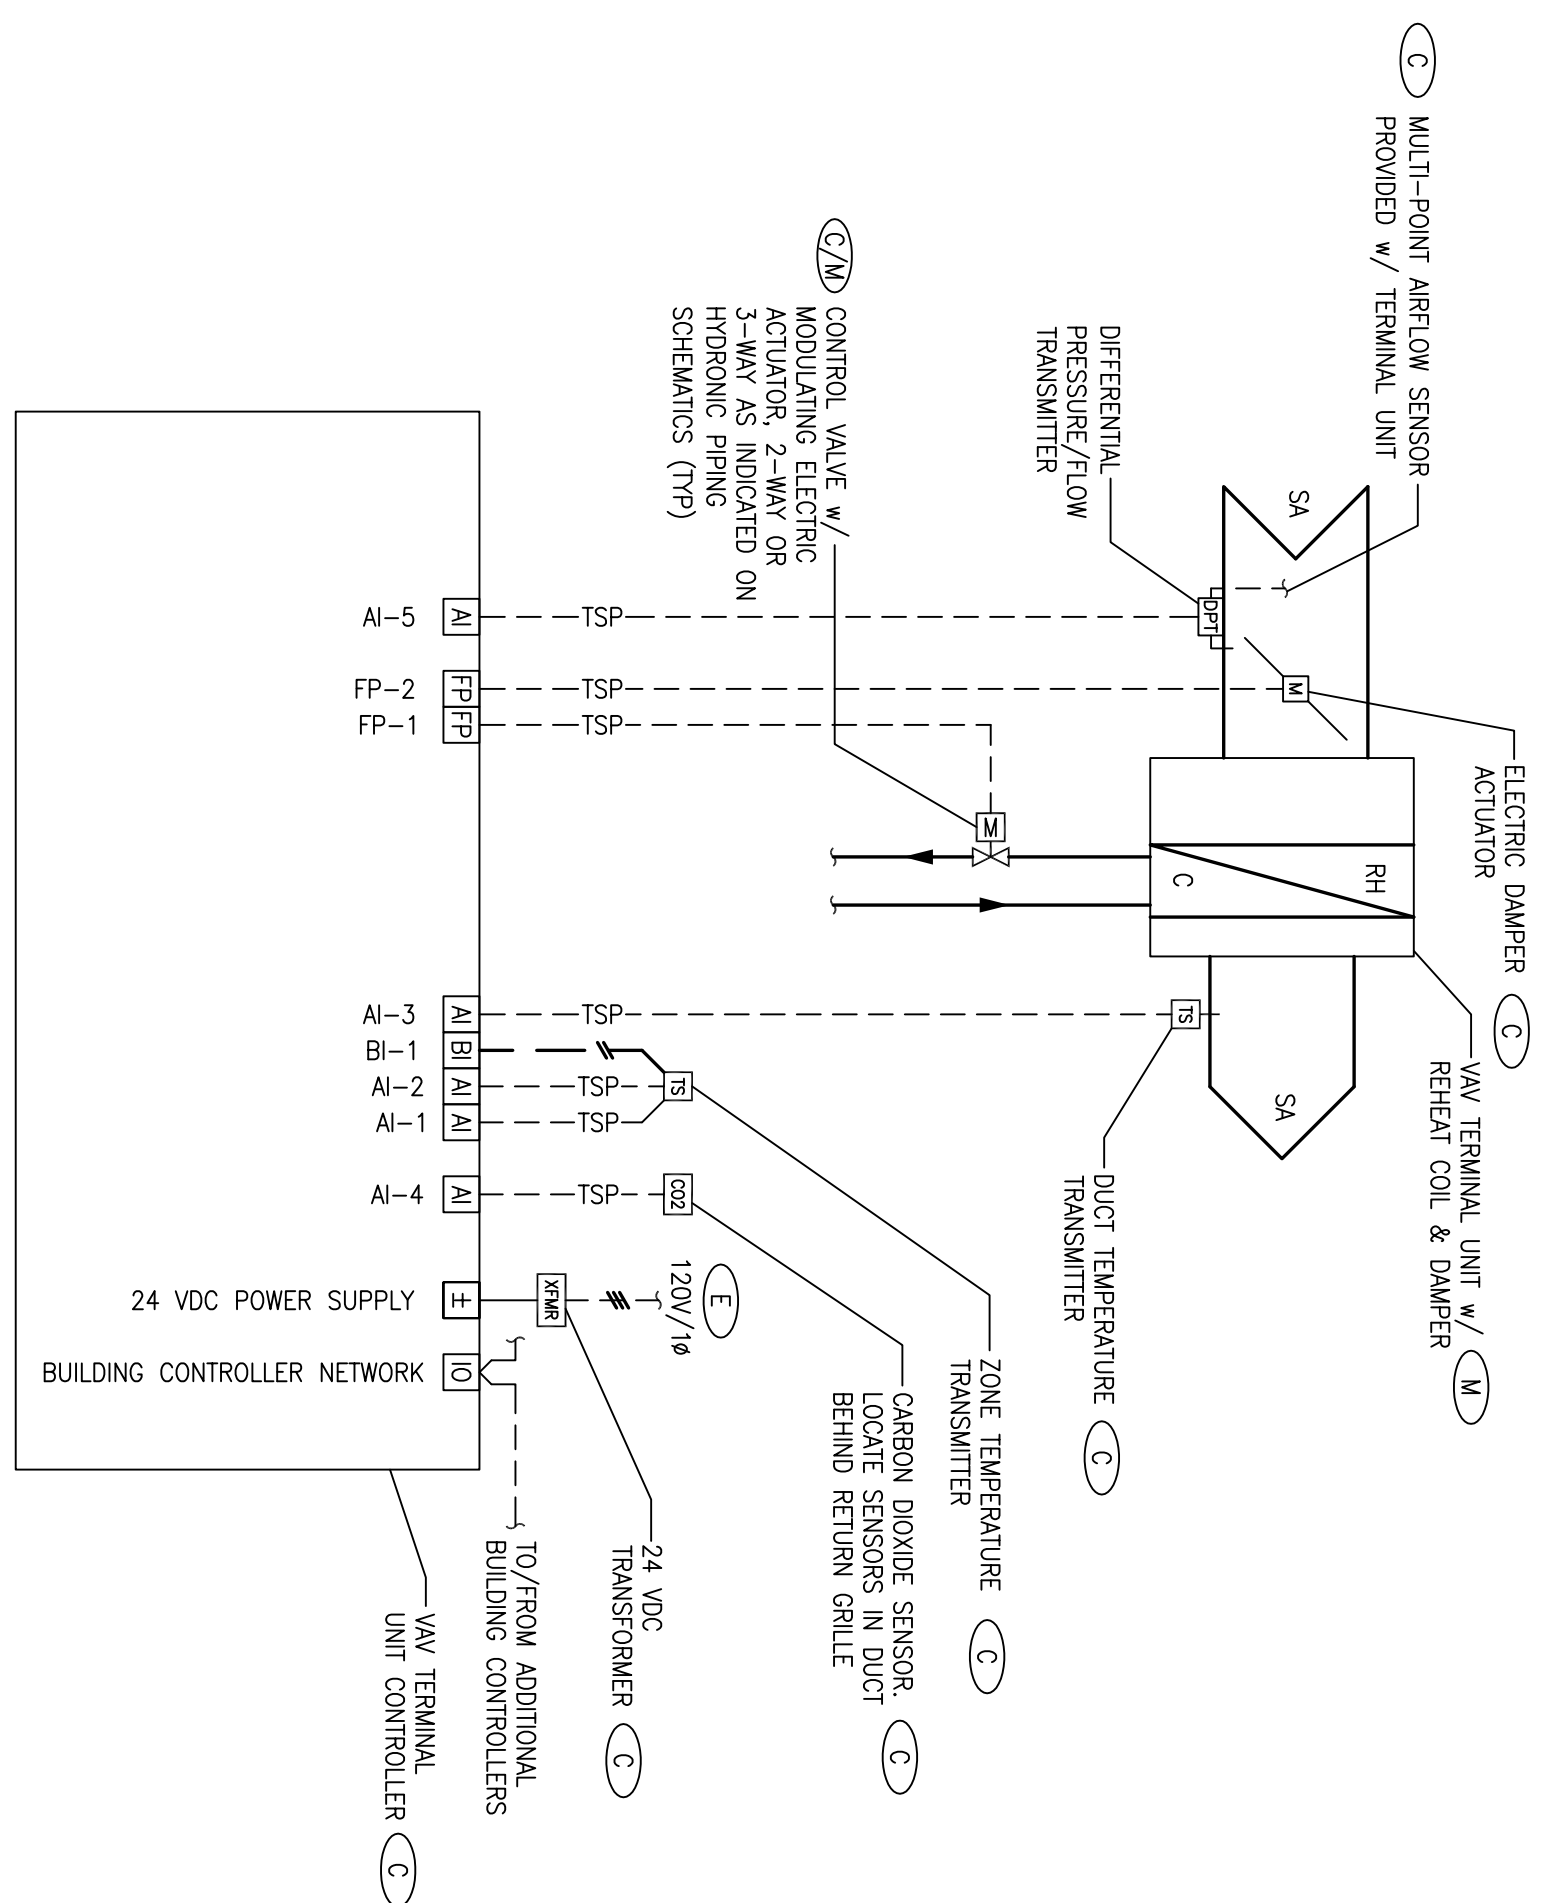 C
MULTI-POINT AIRFLOW SENSOR
PROVIDED w/ TERMINAL UNIT
SA
DPT
M
ELECTRIC DAMPER
ACTUATOR
C
DIFFERENTIAL
PRESSURE/FLOW
TRANSMITTER
RH
C
VAV TERMINAL UNIT w/
REHEAT COIL & DAMPER
M
SA
TS
DUCT TEMPERATURE
TRANSMITTER
C
C/M
CONTROL VALVE w/
MODULATING ELECTRIC
ACTUATOR, 2-WAY OR
3-WAY AS INDICATED ON
HYDRONIC PIPING
SCHEMATICS (TYP)
M
ZONE TEMPERATURE
TRANSMITTER
C
CARBON DIOXIDE SENSOR.
LOCATE SENSORS IN DUCT
BEHIND RETURN GRILLE
C
TS
CO2
E
120V/1ø
24 VDC
TRANSFORMER
C
TSP
TSP
TSP
TSP
TSP
TSP
TSP
XFMR
TO/FROM ADDITIONAL
BUILDING CONTROLLERS
AI
FP
FP
AI
BI
AI
AI
AI
±
IO
AI-5
FP-2
FP-1
AI-3
BI-1
AI-2
AI-1
AI-4
24 VDC POWER SUPPLY
BUILDING CONTROLLER NETWORK
VAV TERMINAL
UNIT CONTROLLER
C